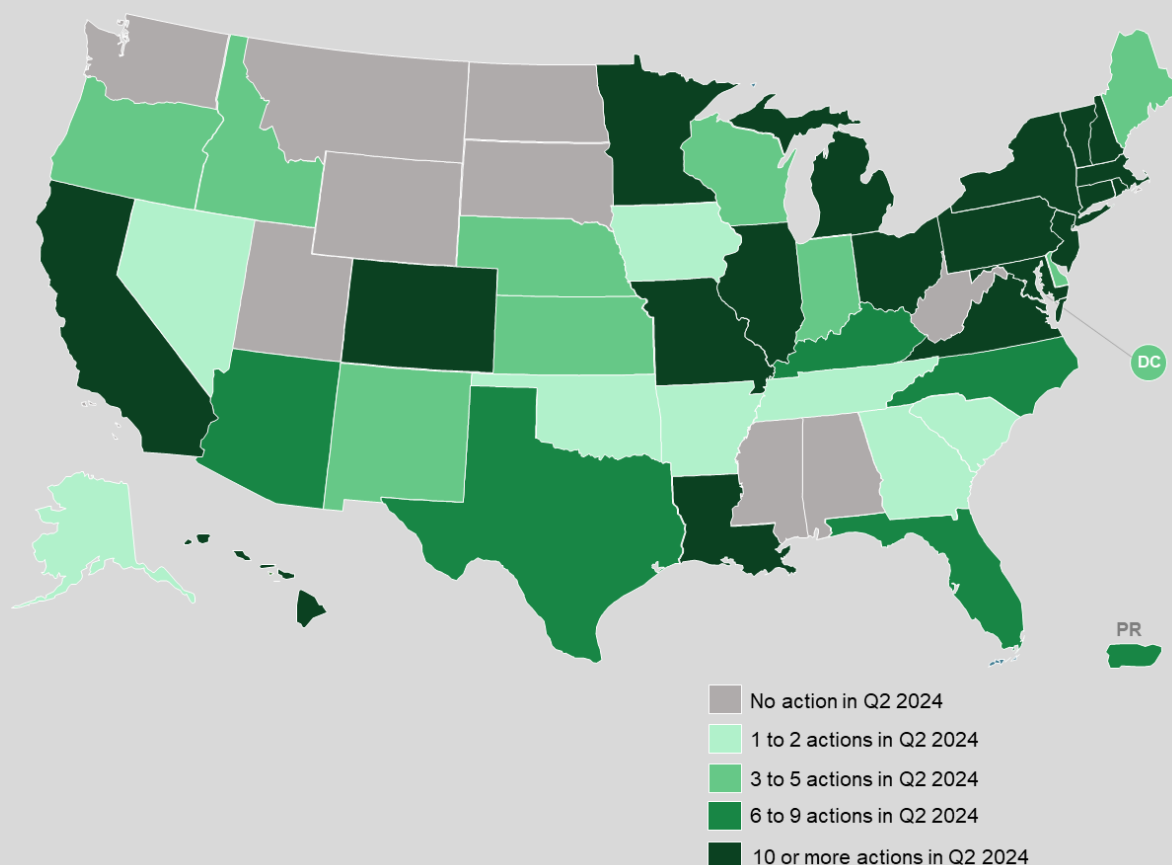 DC
PR
No action in Q2 2024
1 to 2 actions in Q2 2024
3 to 5 actions in Q2 2024
6 to 9 actions in Q2 2024
10 or more actions in Q2 2024